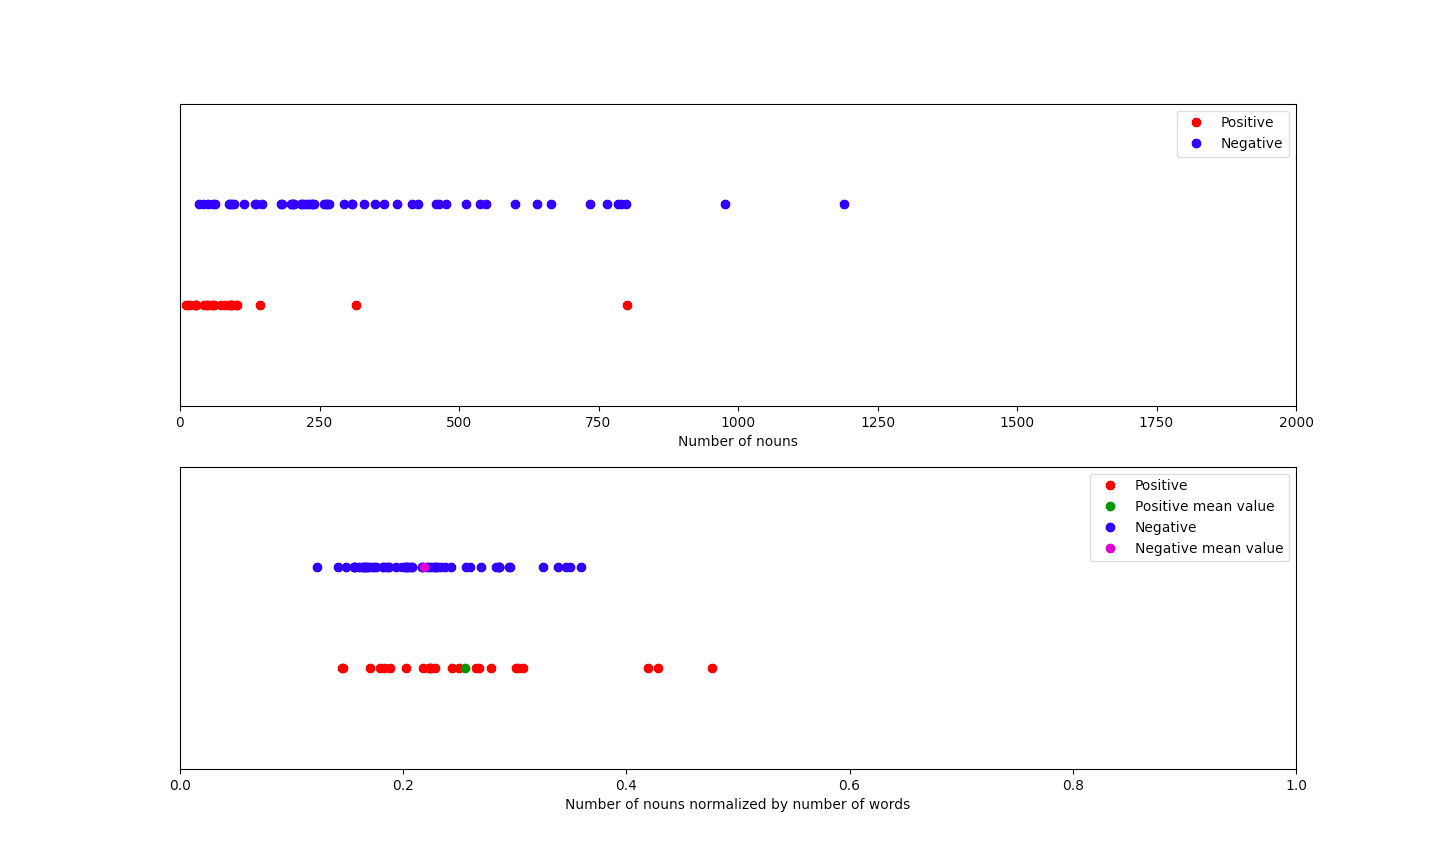 Positive
Negative
0 250 500 750 1000 1250 1500 1750 2000
Number of nouns
Positive
Positive mean value
Negative
Negative mean value
0.0 0.2 0.4 0.6 0.8 1.0
Number of nouns normalized by number of words